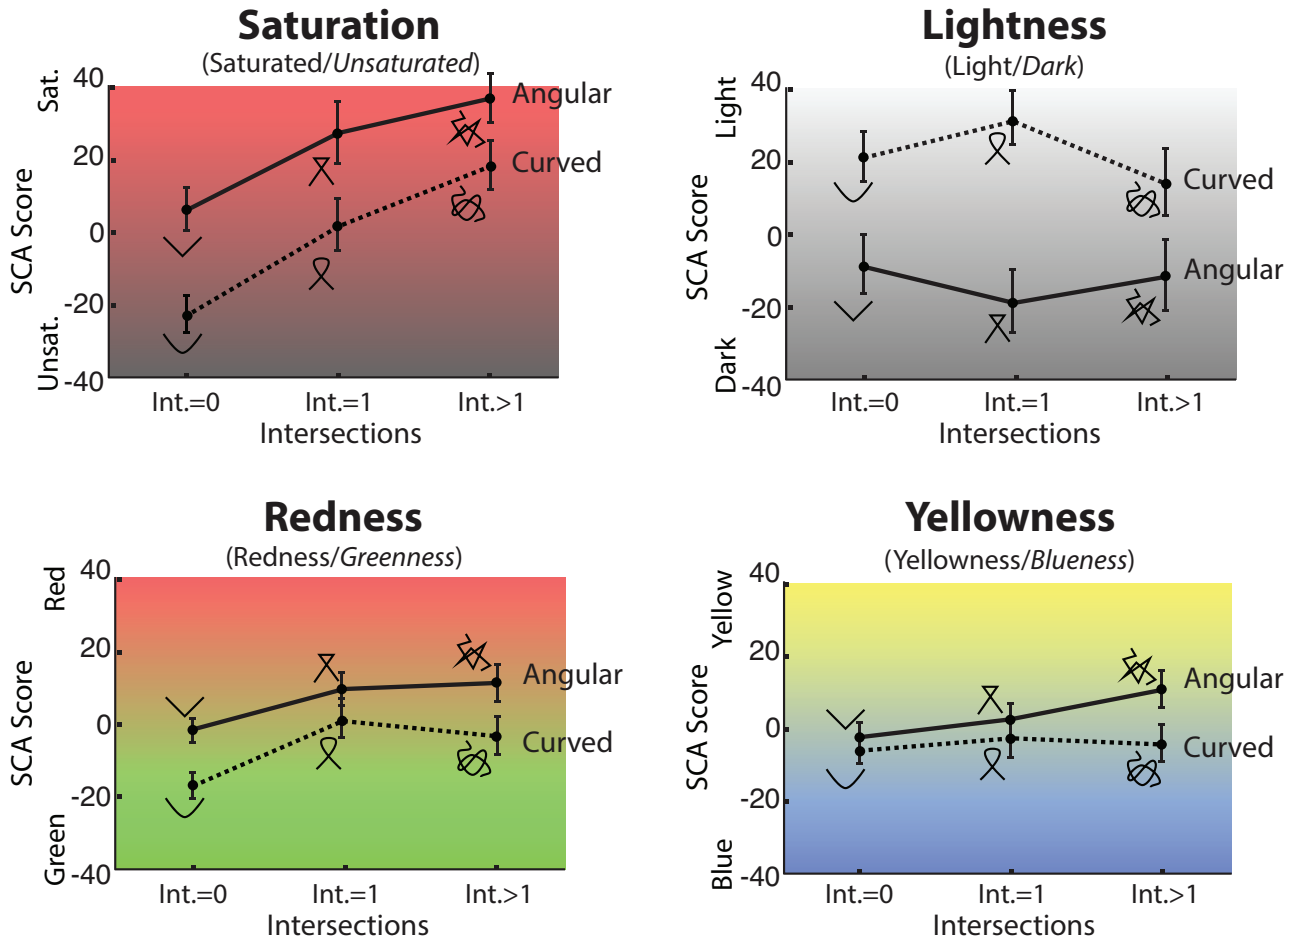 Saturation
(Saturated/Unsaturated)
Sat.
Unsat.
SCA Score
40
20
0
-20
-40
Angular
Curved
Int.=0
Int.=1
Int.>1
Intersections
Lightness
(Light/Dark)
Light
Dark
SCA Score
40
20
0
-20
-40
Curved
Angular
Int.=0
Int.=1
Int.>1
Intersections
Redness
(Redness/Greenness)
Red
Green
SCA Score
40
20
0
-20
-40
Angular
Curved
Int.=0
Int.=1
Int.>1
Intersections
Yellowness
(Yellowness/Blueness)
Yellow
Blue
SCA Score
40
20
0
-20
-40
Angular
Curved
Int.=0
Int.=1
Int.>1
Intersections